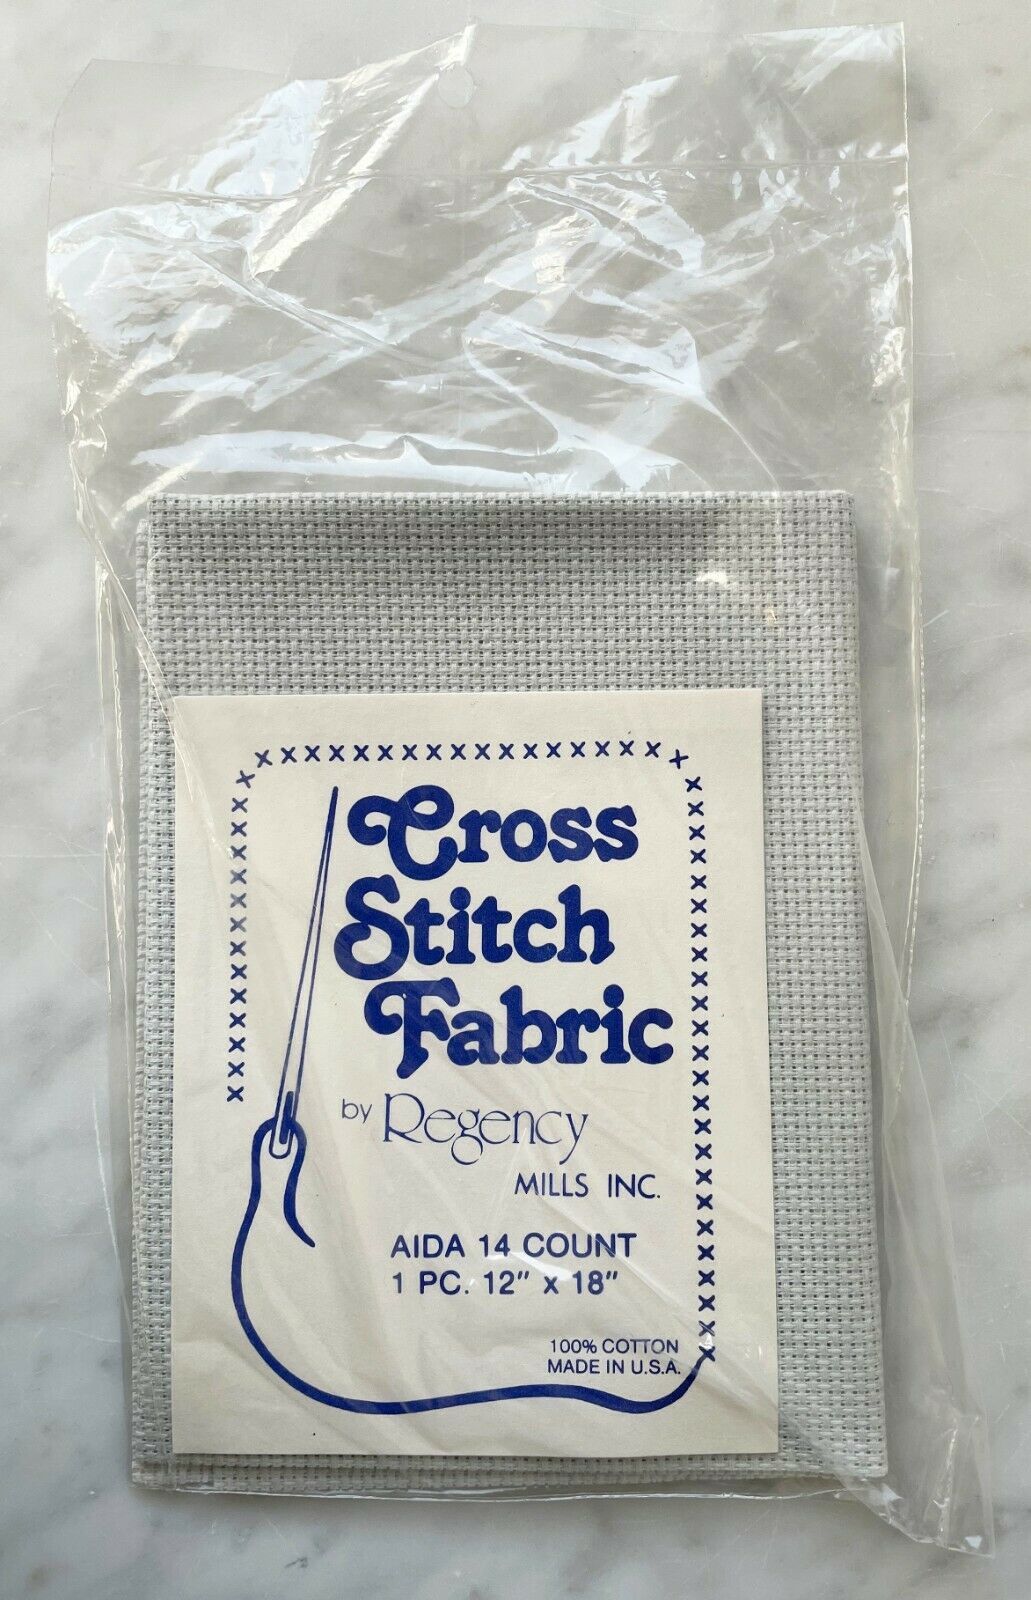 Cross
Stitch
Fabric
by Regency
MILLS INC.
AIDA 14 COUNT
1 PC. 12" x 18"
100% COTTON
MADE IN U.S.A.